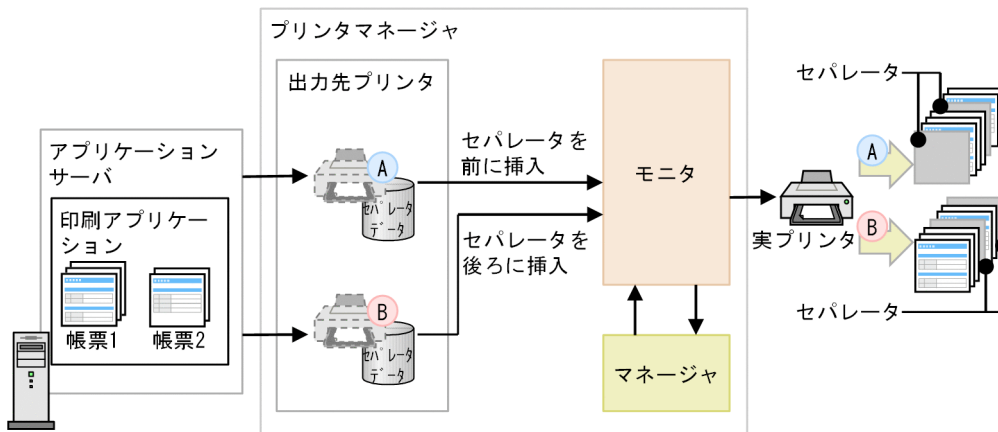 プリンタマネージャ
出力先プリンタ
アプリケーション
サーバ
印刷アプリケー
ション
帳票1
帳票2
A
セパレータ
データ
B
セパレータ
データ
セパレータを
前に挿入
セパレータを
後ろに挿入
モニタ
マネージャ
実プリンタ
セパレータ
A
B
セパレータ